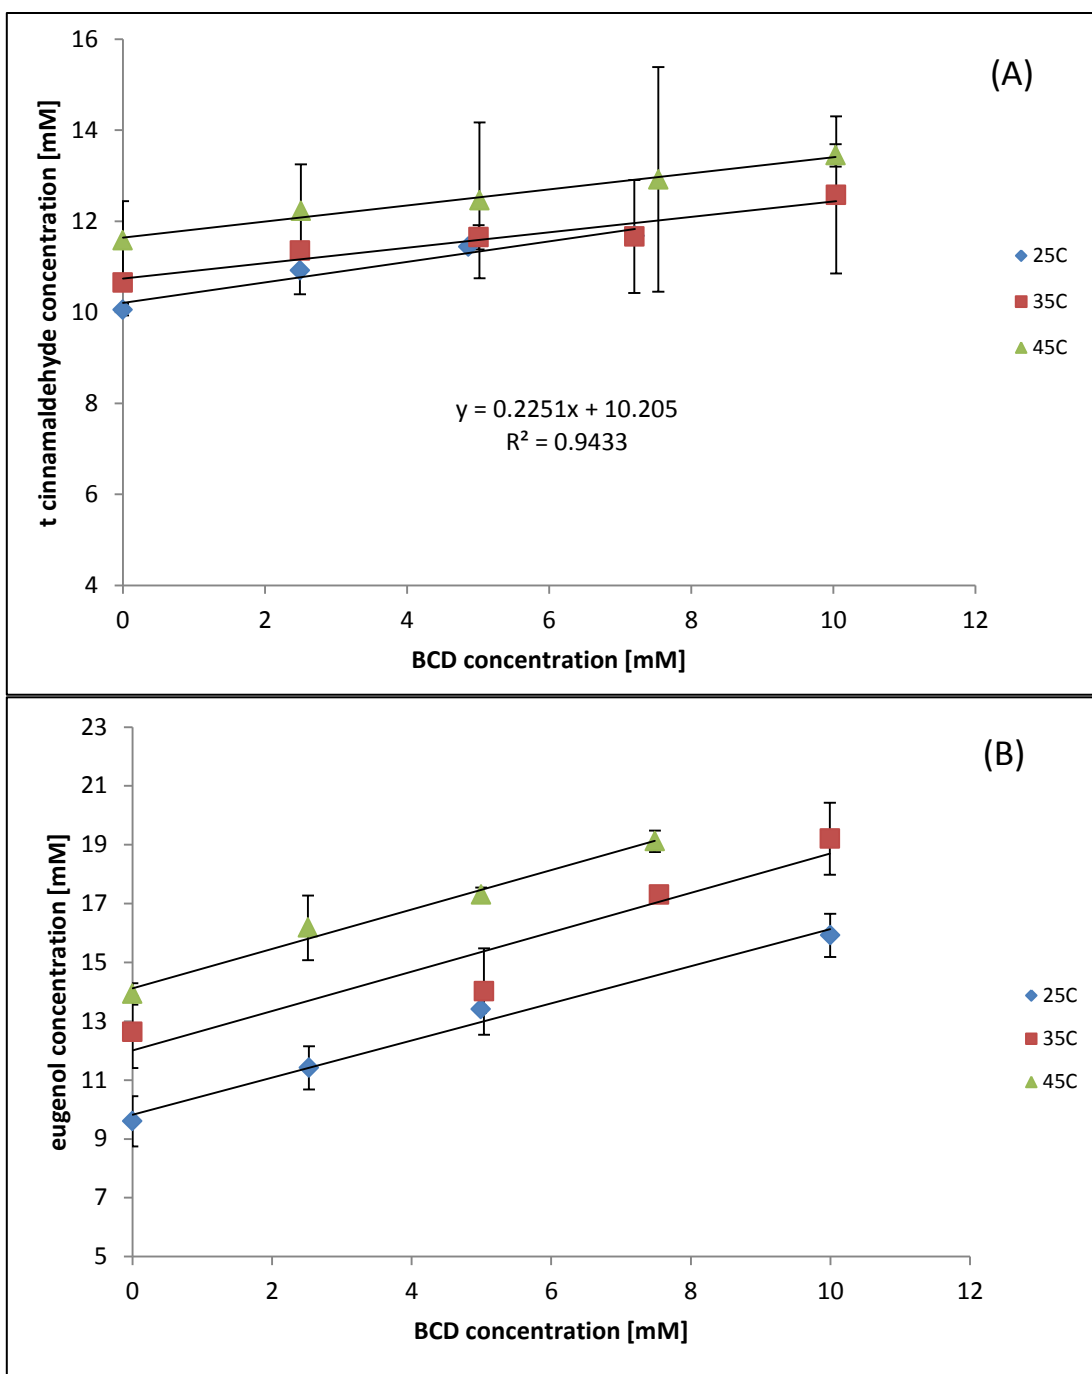 (A)
t cinnamaldehyde concentration [mM]
16
14
12
10
8
6
4
y = 0.2251x + 10.205
R² = 0.9433
25C
35C
45C
0 2 4 6 8 10 12
BCD concentration [mM]
(B)
eugenol concentration [mM]
23
21
19
17
15
13
11
9
7
5
25C
35C
45C
0 2 4 6 8 10 12
BCD concentration [mM]